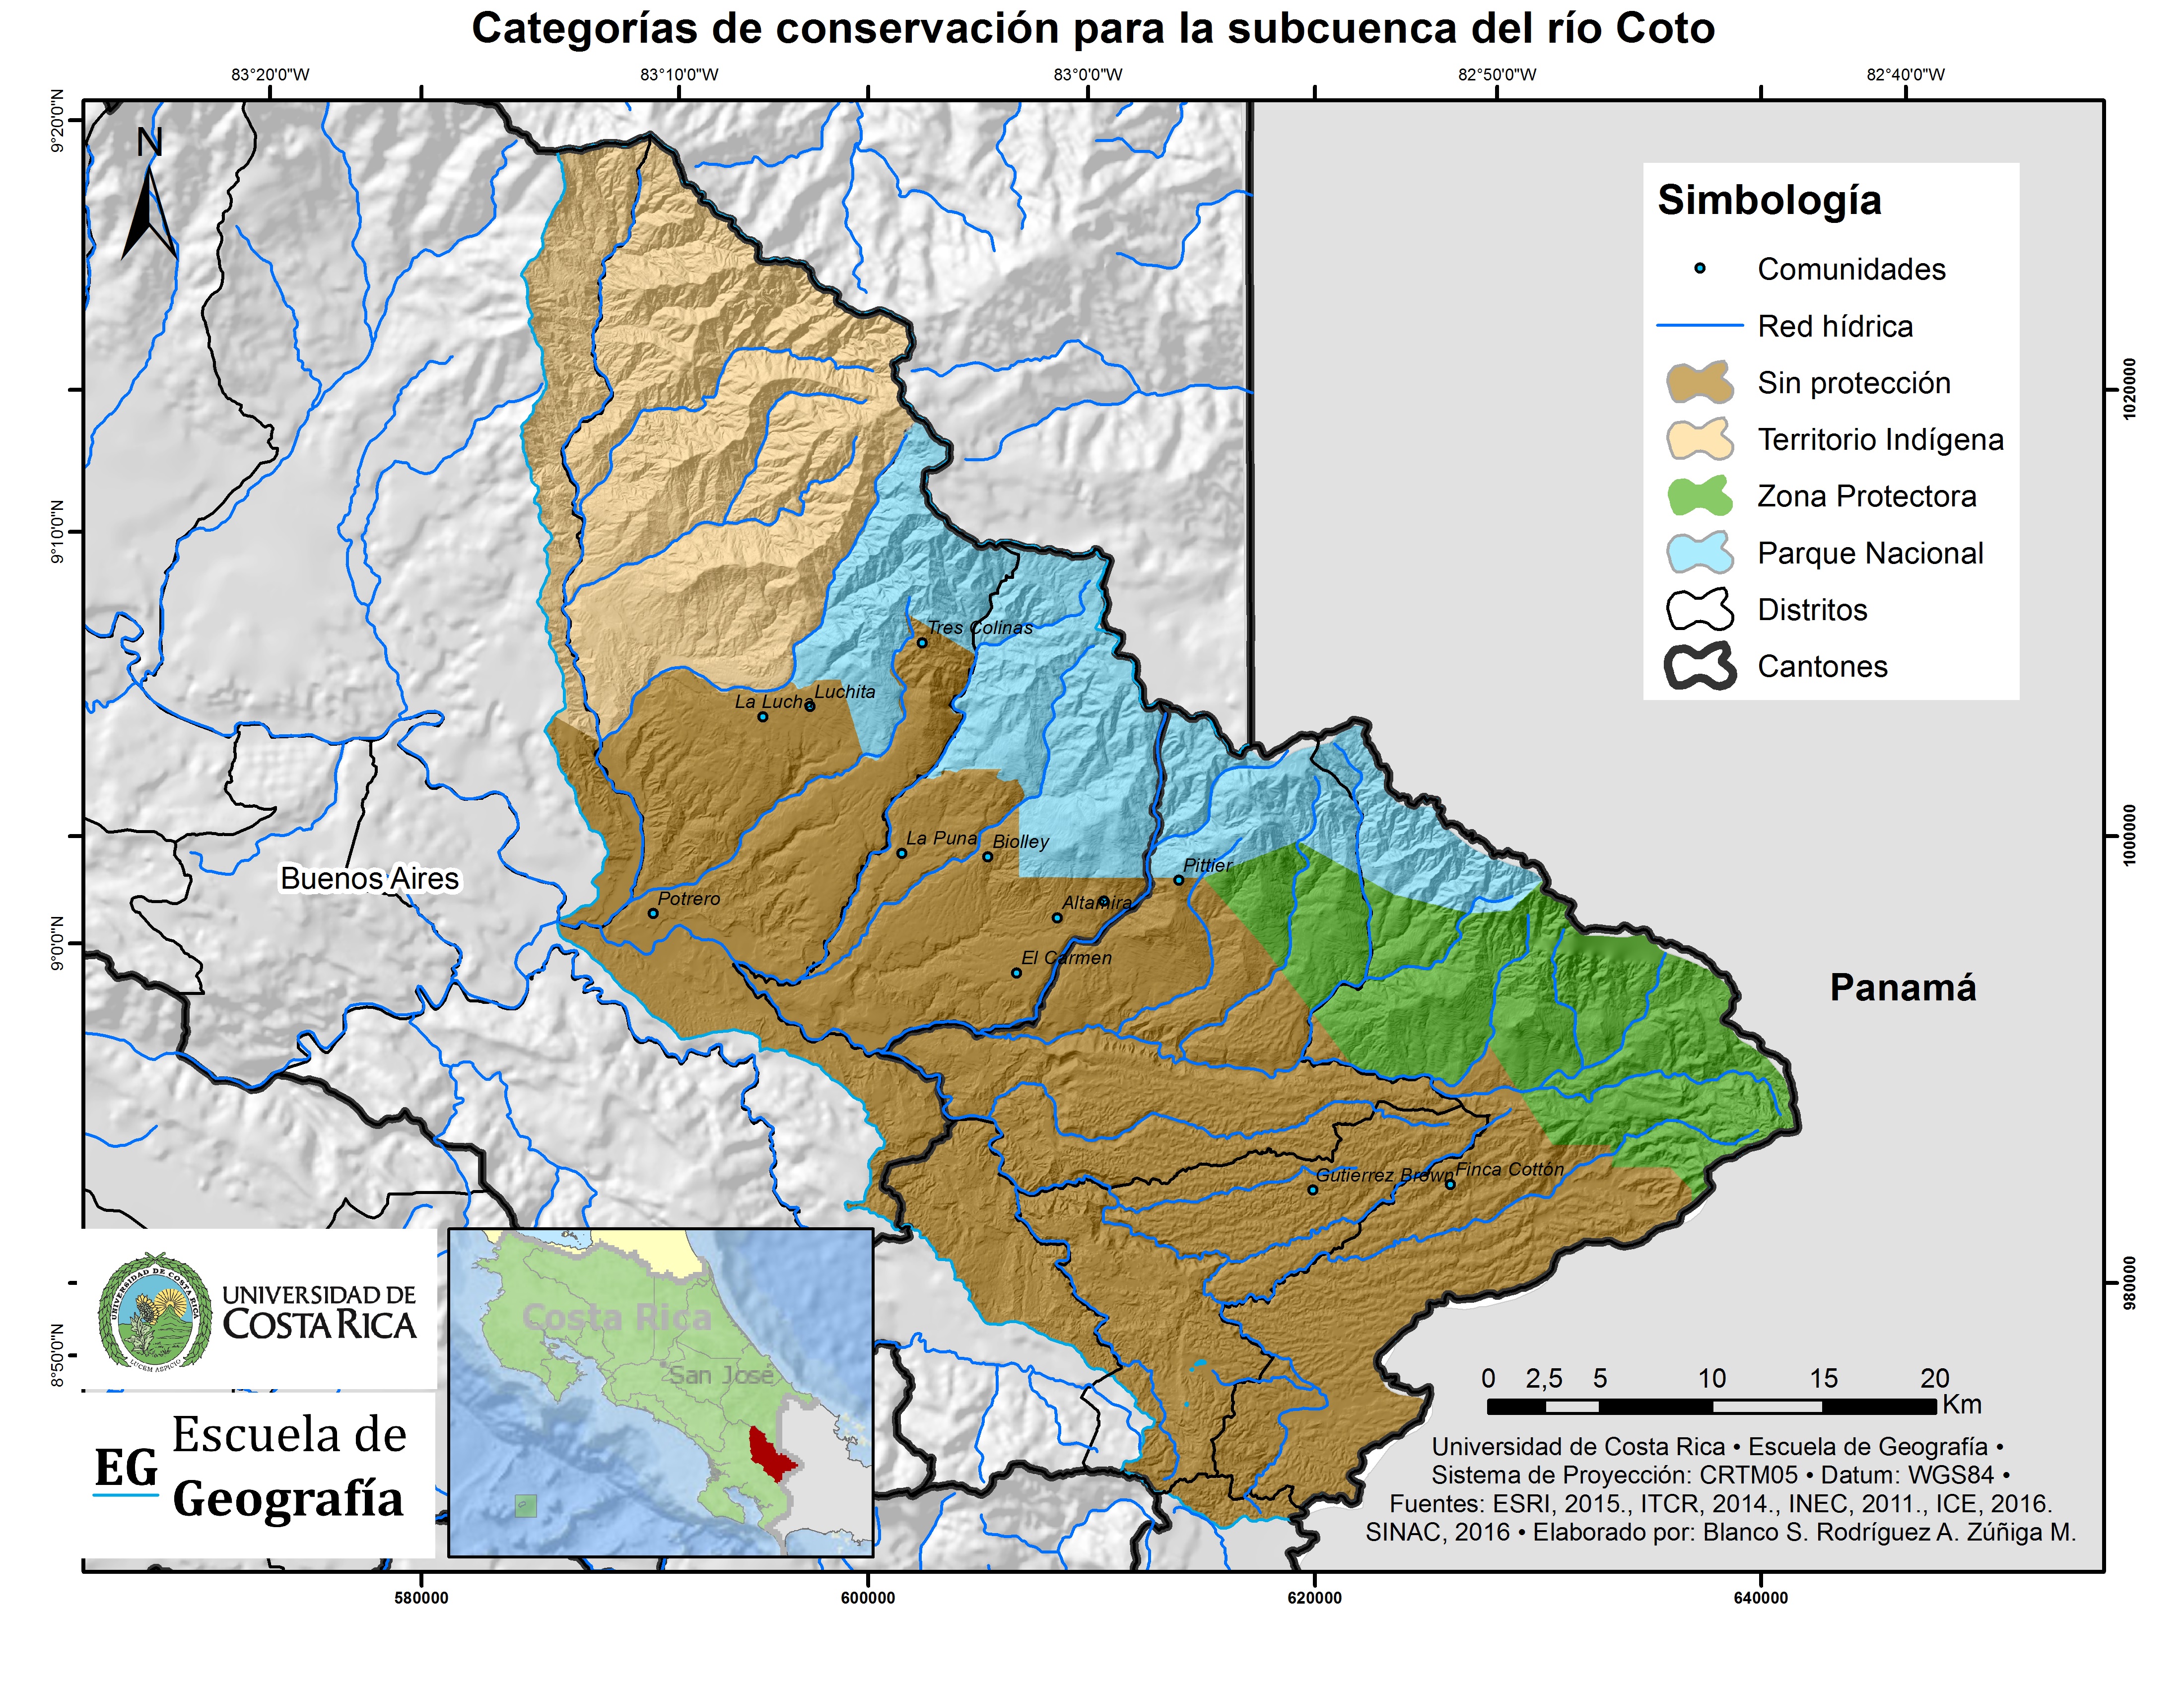 Categorías de conservación para la subcuenca del río Coto
83°20'0"W
83°10'0"W
83°0'0"W
82°50'0"W
82°40'0"W
9°20'0"N
9°10'0"N
9°0'0"N
8°50'0"N
1020000
1000000
980000
580000
600000
620000
640000
N
Simbología
Comunidades
Red hídrica
Sin protección
Territorio Indígena
Zona Protectora
Parque Nacional
Distritos
Cantones
Tres Colinas
La Lucha
Luchita
La Puna
Biolley
Pittier
Buenos Aires
Potrero
Altamira
El Carmen
Panamá
Gutierrez Brown
Finca Cottón
UNIVERSIDAD DE COSTA RICA
LUCEM ASPICIO
UNIVERSIDAD DE
COSTA RICA
EG
Escuela de
Geografía
Costa Rica
San José
0 2,5 5 10 15 20
Km
Universidad de Costa Rica • Escuela de Geografía •
Sistema de Proyección: CRTM05 • Datum: WGS84 •
Fuentes: ESRI, 2015., ITCR, 2014., INEC, 2011., ICE, 2016.
SINAC, 2016 • Elaborado por: Blanco S. Rodríguez A. Zúñiga M.